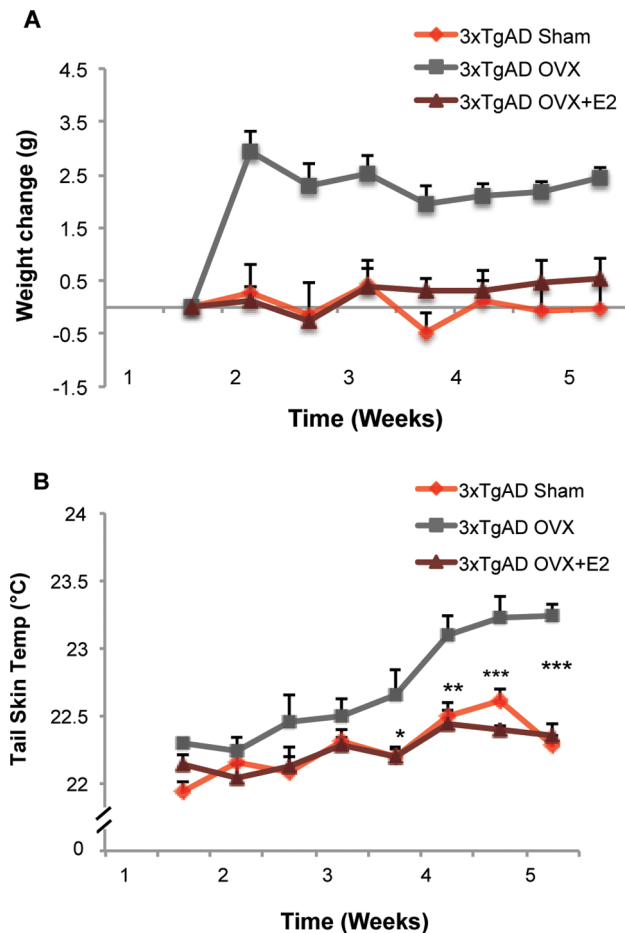 A
3xTgAD Sham
3xTgAD OVX
3xTgAD OVX+E2
4.5
3.5
2.5
1.5
0.5
-0.5
-1.5
Weight change (g)
1 2 3 4 5
Time (Weeks)
B
3xTgAD Sham
3xTgAD OVX
3xTgAD OVX+E2
24
23.5
23
22.5
22
0
Tail Skin Temp (°C)
* ** *** ***
1 2 3 4 5
Time (Weeks)